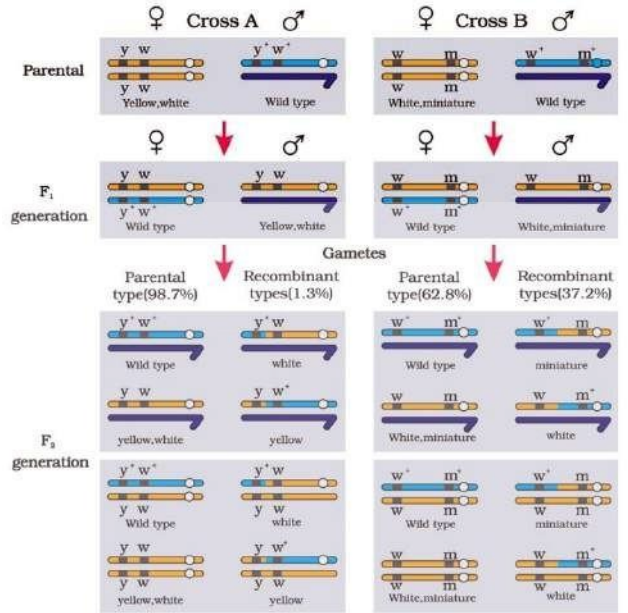 ♀ Cross A ♂ ♀ Cross B ♂
y w y⁺ w⁺ w m w⁺ m⁺
Parental
y w w m
Yellow,white Wild type White,miniature Wild type
♀ ♂ ♀ ♂
y w y w w m w m
F₁
generation
y⁺ w⁺ w⁺ m⁺
Wild type Yellow,white Wild type White,miniature
Gametes
Parental Recombinant Parental Recombinant
type(98.7%) types(1.3%) type(62.8%) types(37.2%)
y⁺ w⁺ y⁺ w w⁺ m⁺ w⁺ m
Wild type white Wild type miniature
y w y w⁺ w m w m⁺
yellow,white yellow White,miniature white
generation
y⁺ w⁺ y⁺ w w⁺ m⁺ w⁺ m
y w y w w m w m
Wild type white Wild type miniature
y w y w⁺ w m w m⁺
y w y w w m w m
yellow,white yellow White,miniature white